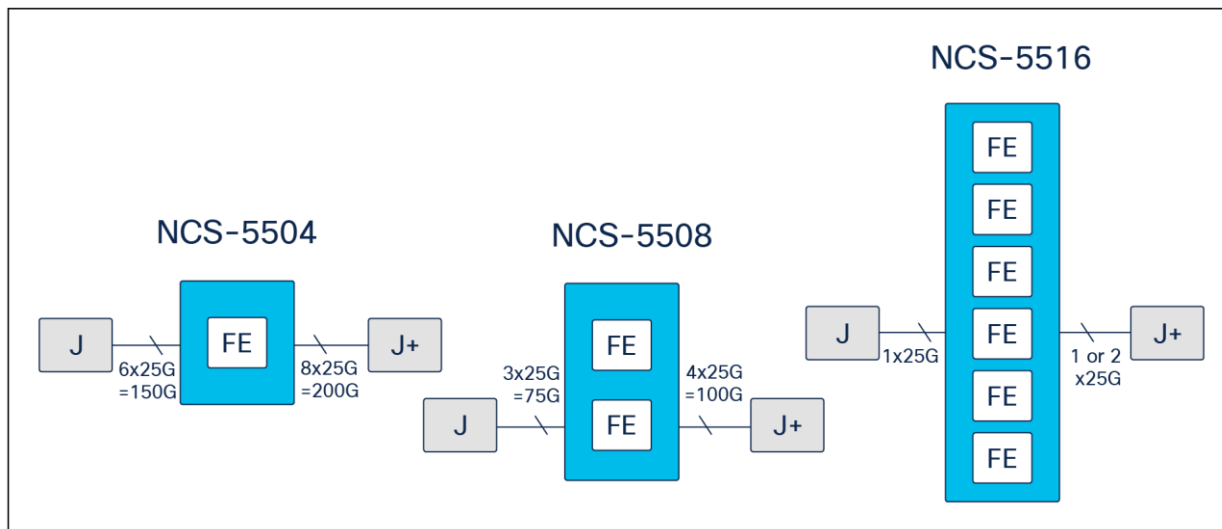 NCS-5504
J
6x25G
=150G
FE
8x25G
=200G
J+
NCS-5508
FE
3x25G
=75G
J
FE
4x25G
=100G
J+
NCS-5516
FE
FE
FE
J
1x25G
FE
1 or 2
x25G
J+
FE
FE